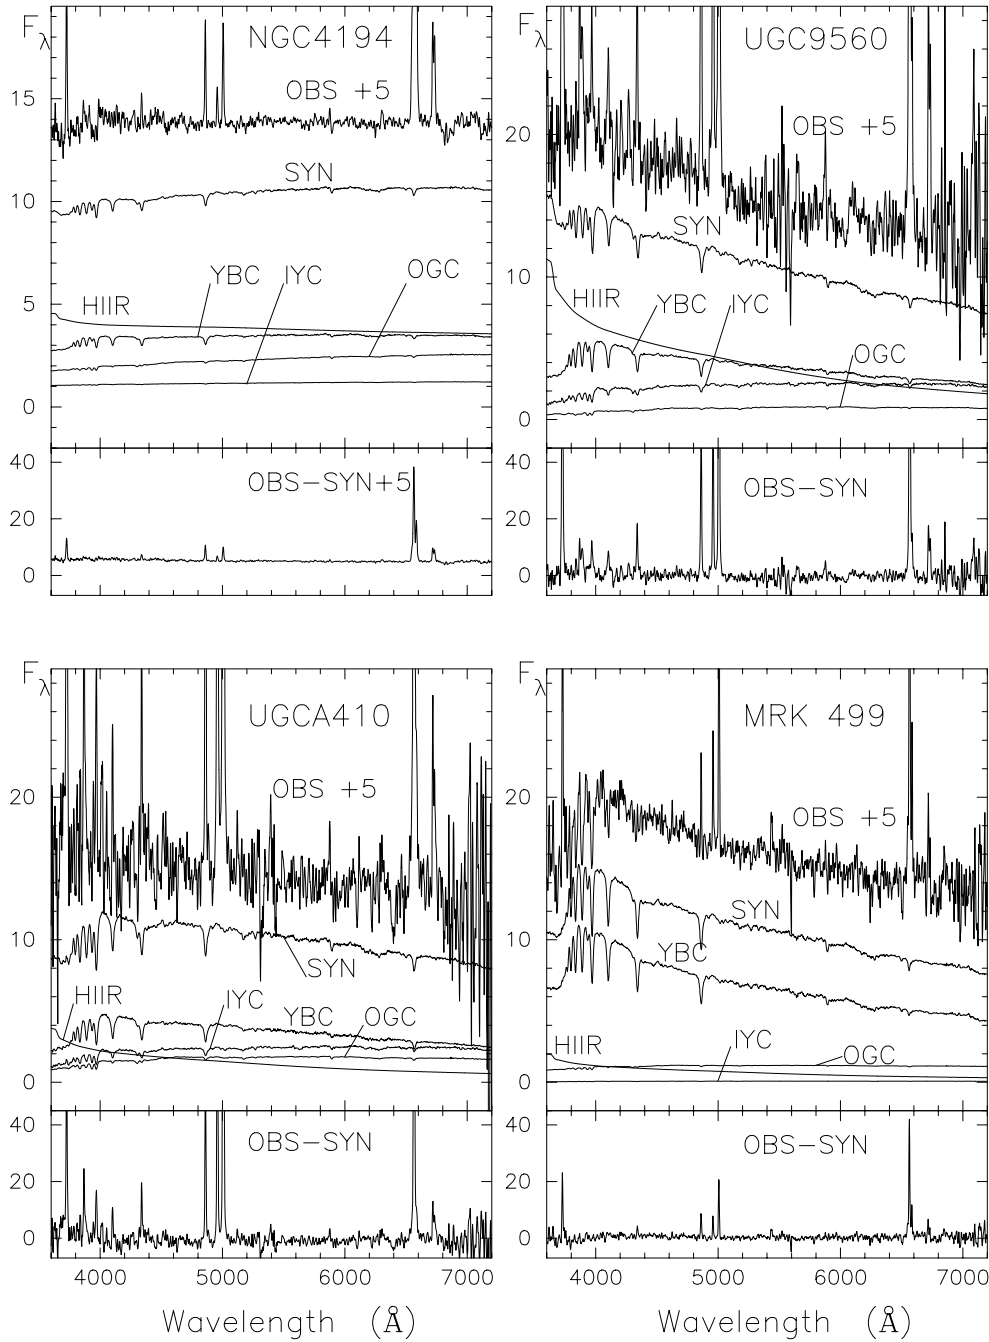 Fλ
NGC4194
OBS +5
15
SYN
10
HIIR
YBC
IYC
OGC
5
0
40
OBS−SYN+5
20
0
Fλ
UGC9560
OBS +5
20
SYN
HIIR
YBC
IYC
10
OGC
0
40
OBS−SYN
20
0
Fλ
UGCA410
OBS +5
20
10
SYN
HIIR
IYC
YBC
OGC
0
40
OBS−SYN
20
0
4000 5000 6000 7000
Wavelength (Å)
Fλ
MRK 499
OBS +5
20
SYN
10
YBC
HIIR
IYC
OGC
0
40
OBS−SYN
20
0
4000 5000 6000 7000
Wavelength (Å)